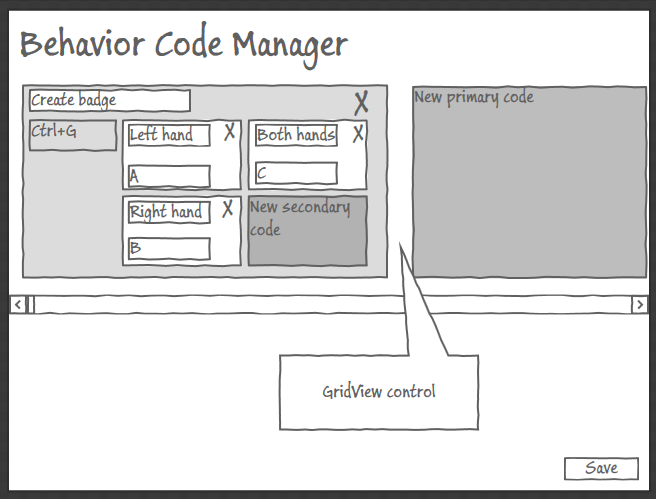 Behavior Code Manager
Create badge
X
New primary code
Ctrl+G
Left hand
X
Both hands
X
A
C
Right hand
X
New secondary
code
B
<
>
GridView control
Save